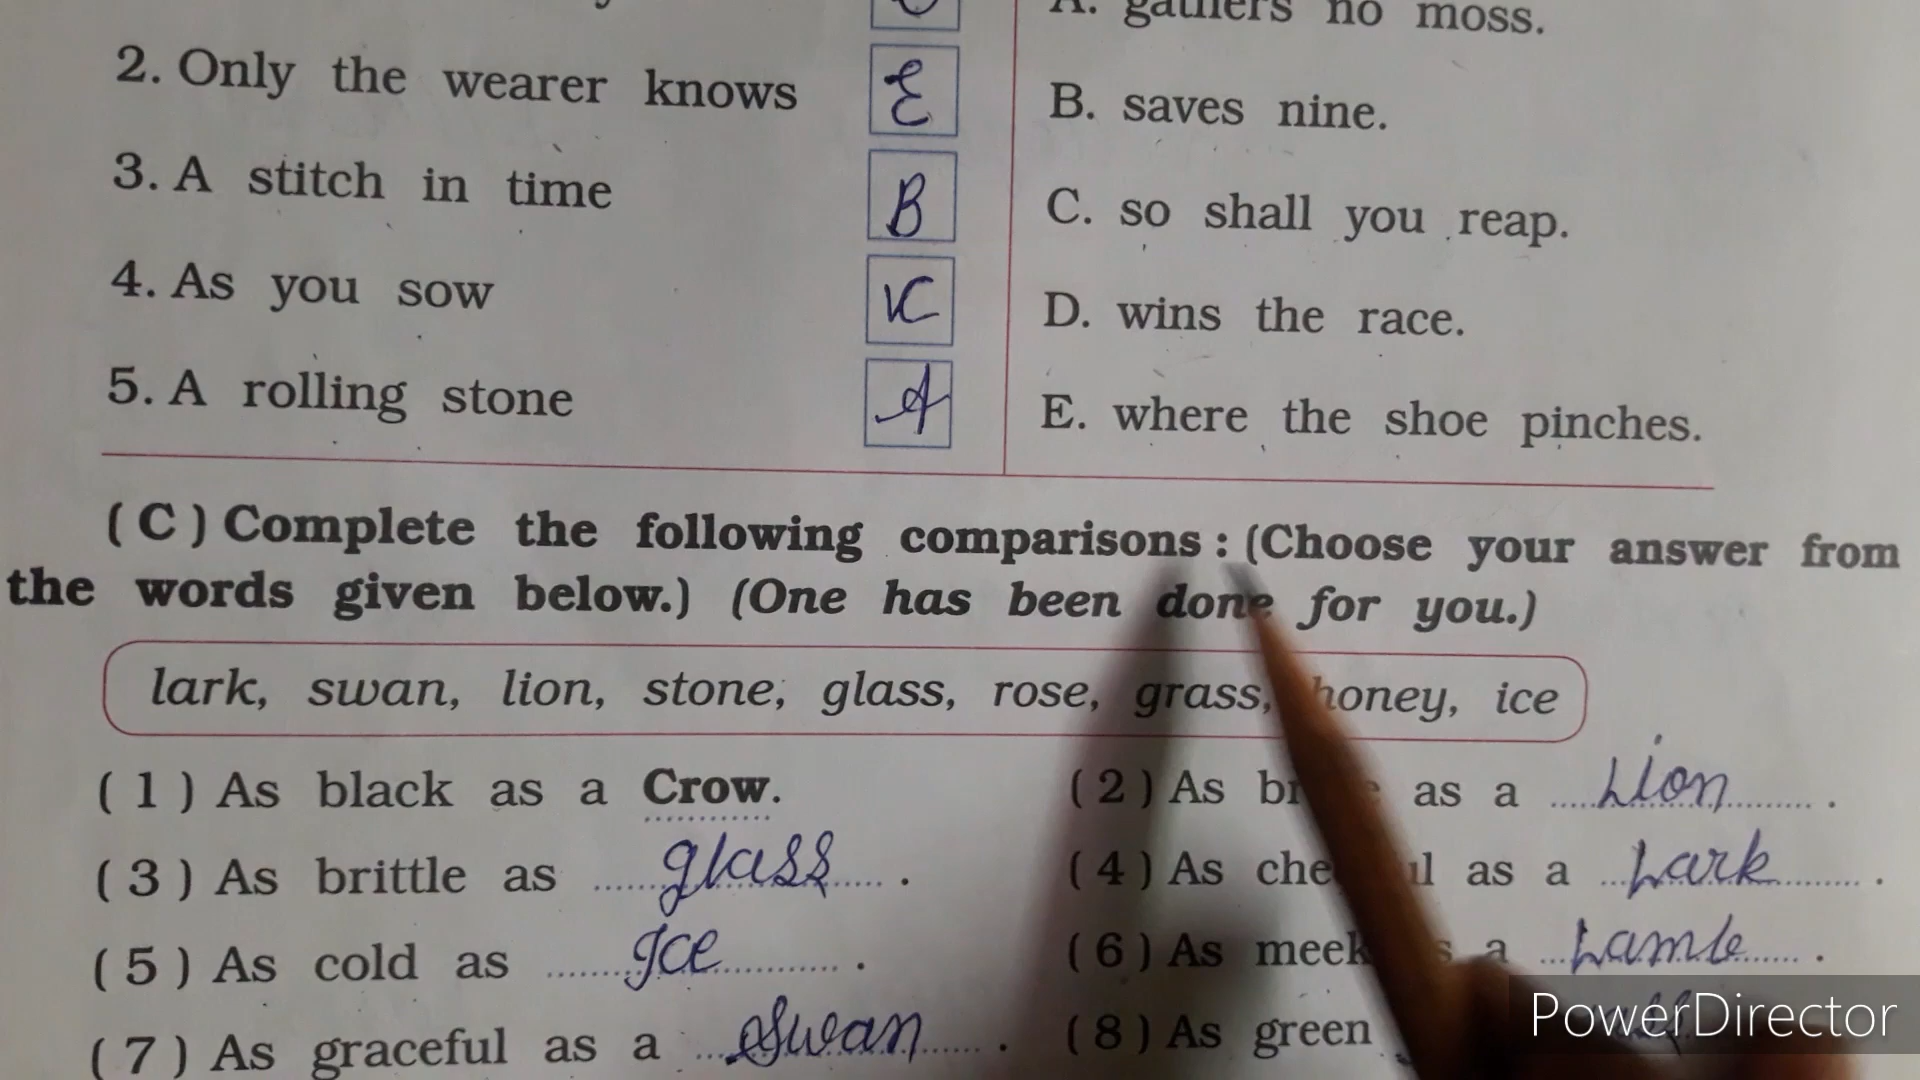 A. gathers no moss.
2. Only the wearer knows E B. saves nine.
3. A stitch in time B C. so shall you reap.
4. As you sow C D. wins the race.
5. A rolling stone A E. where the shoe pinches.
(C) Complete the following comparisons: (Choose your answer from
the words given below.) (One has been done for you.)
lark, swan, lion, stone, glass, rose, grass, honey, ice
(1) As black as a Crow. (2) As as a Lion.
(3) As brittle as glass. (4) As as a Lark.
(5) As cold as Ice. (6) As meek a Lamb.
(7) As graceful as a Swan. (8) As green
PowerDirector